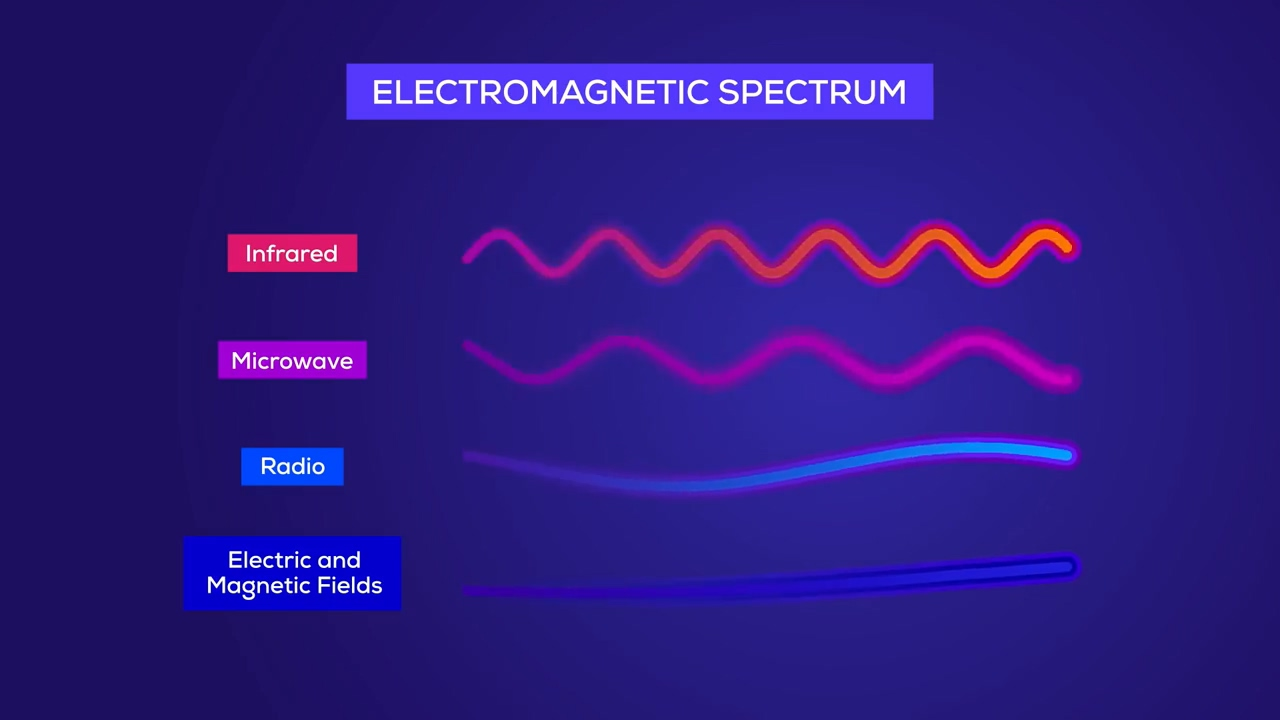 ELECTROMAGNETIC SPECTRUM
Infrared
Microwave
Radio
Electric and
Magnetic Fields